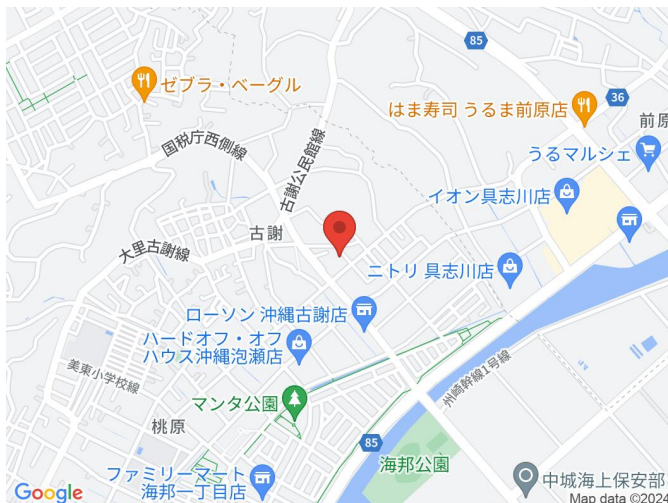 85
ゼブラ・ベーグル
36
はま寿司 うるま前原店
前原
国税庁西側線
古謝公民館線
うるマルシェ
イオン具志川店
古謝
大里古謝線
ニトリ 具志川店
ローソン 沖縄古謝店
ハードオフ・オフ
ハウス沖縄泡瀬店
州崎幹線1号線
美東小学校線
マンタ公園
桃原
85
海邦公園
ファミリーマート
海邦一丁目店
中城海上保安部
Google
Map data ©2024